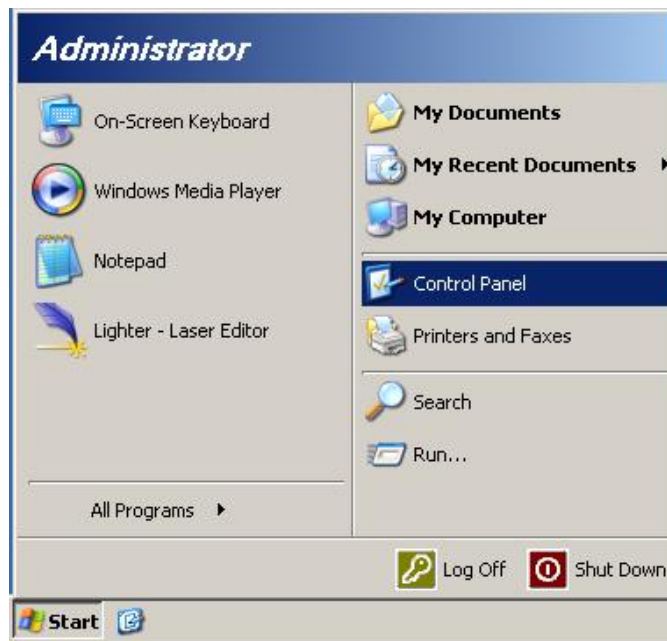 Administrator
On-Screen Keyboard
Windows Media Player
Notepad
Lighter - Laser Editor
All Programs
My Documents
My Recent Documents
My Computer
Control Panel
Printers and Faxes
Search
Run...
Log Off
Shut Down
Start